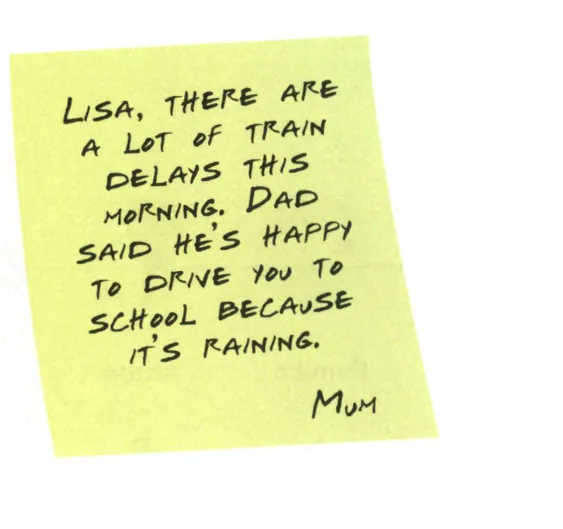 LISA, THERE ARE
A LOT OF TRAIN
DELAYS THIS
MORNING. DAD
SAID HE'S HAPPY
TO DRIVE YOU TO
SCHOOL BECAUSE
IT'S RAINING.
MUM